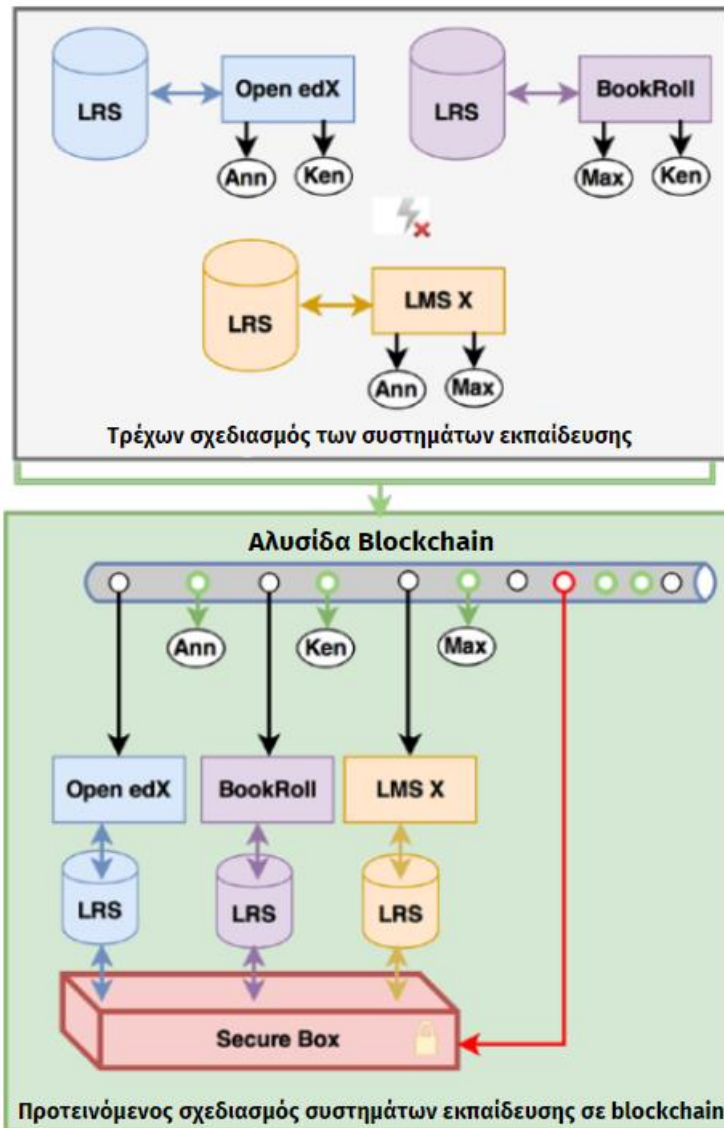 LRS
Open edX
Ann
Ken
LRS
BookRoll
Max
Ken
LRS
LMS X
Ann
Max
Τρέχων σχεδιασμός των συστημάτων εκπαίδευσης
Αλυσίδα Blockchain
Ann
Ken
Max
Open edX
BookRoll
LMS X
LRS
LRS
LRS
Secure Box
Προτεινόμενος σχεδιασμός συστημάτων εκπαίδευσης σε blockchain